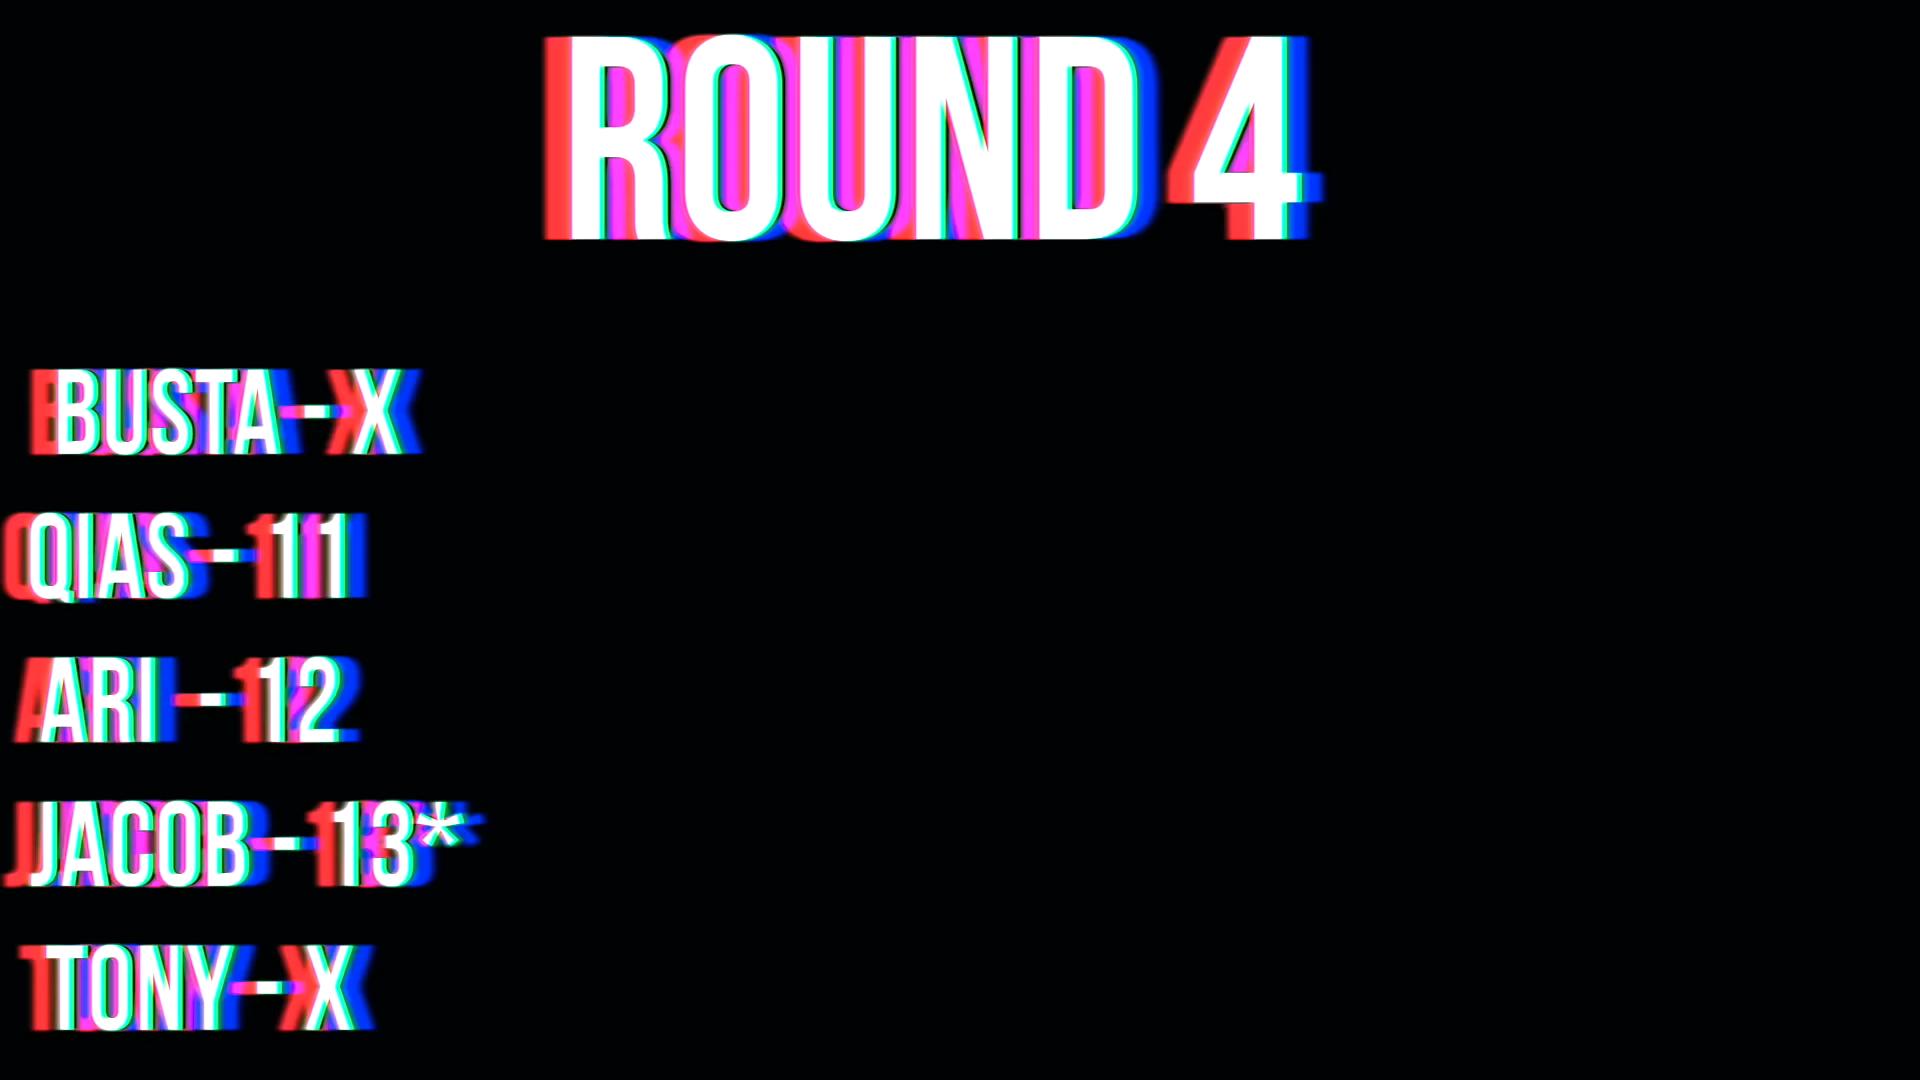 ROUND 4
BUSTA - X
QIAS - 11
ARI - 12
JACOB - 13*
TONY - X